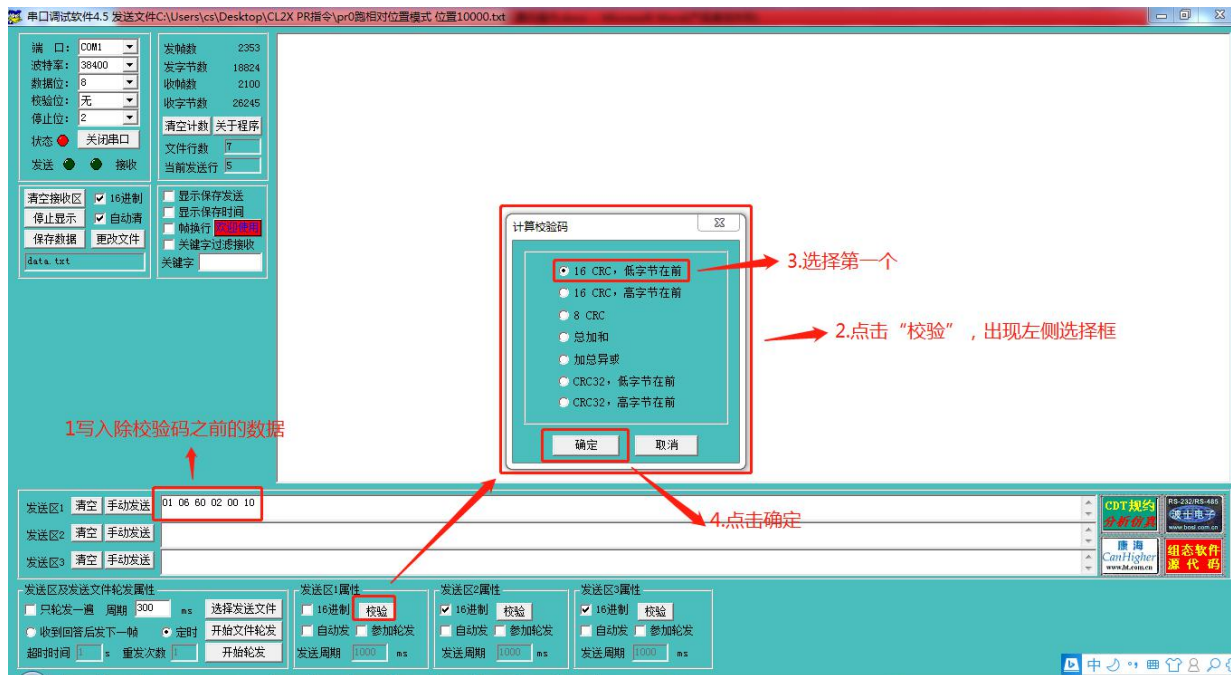 串口调试软件4.5 发送文件C:\Users\cs\Desktop\CL2X PR指令\pr0跑相对位置模式 位置10000.txt
端 口: COM1
波特率: 38400
数据位: 8
校验位: 无
停止位: 2
状态 关闭串口
发送 接收
发帧数 2353
发字节数 18824
收帧数 2100
收字节数 26245
清空计数 关于程序
文件行数 7
当前发送行 5
清空接收区 16进制
停止显示 自动清
保存数据 更改文件
data.txt
显示保存发送
显示保存时间
帧换行 欢迎使用
关键字过滤接收
关键字
计算校验码
16 CRC，低字节在前
16 CRC，高字节在前
8 CRC
总加和
加总异或
CRC32，低字节在前
CRC32，高字节在前
确定 取消
3.选择第一个
2.点击“校验”，出现左侧选择框
1写入除校验码之前的数据
4.点击确定
发送区1 清空 手动发送 01 06 60 02 00 10
发送区2 清空 手动发送
发送区3 清空 手动发送
CDT规约
分析仿真
RS-232/RS-485
波士电子
www.bosi.com.cn
康海
CanHigher
组态软件
源代码
发送区及发送文件轮发属性
只轮发一遍 周期 300 ms 选择发送文件
收到回答后发下一帧 定时 开始文件轮发
超时时间 1 s 重发次数 1 开始轮发
发送区1属性
16进制 校验
自动发 参加轮发
发送周期 1000 ms
发送区2属性
16进制 校验
自动发 参加轮发
发送周期 1000 ms
发送区3属性
16进制 校验
自动发 参加轮发
发送周期 1000 ms
中